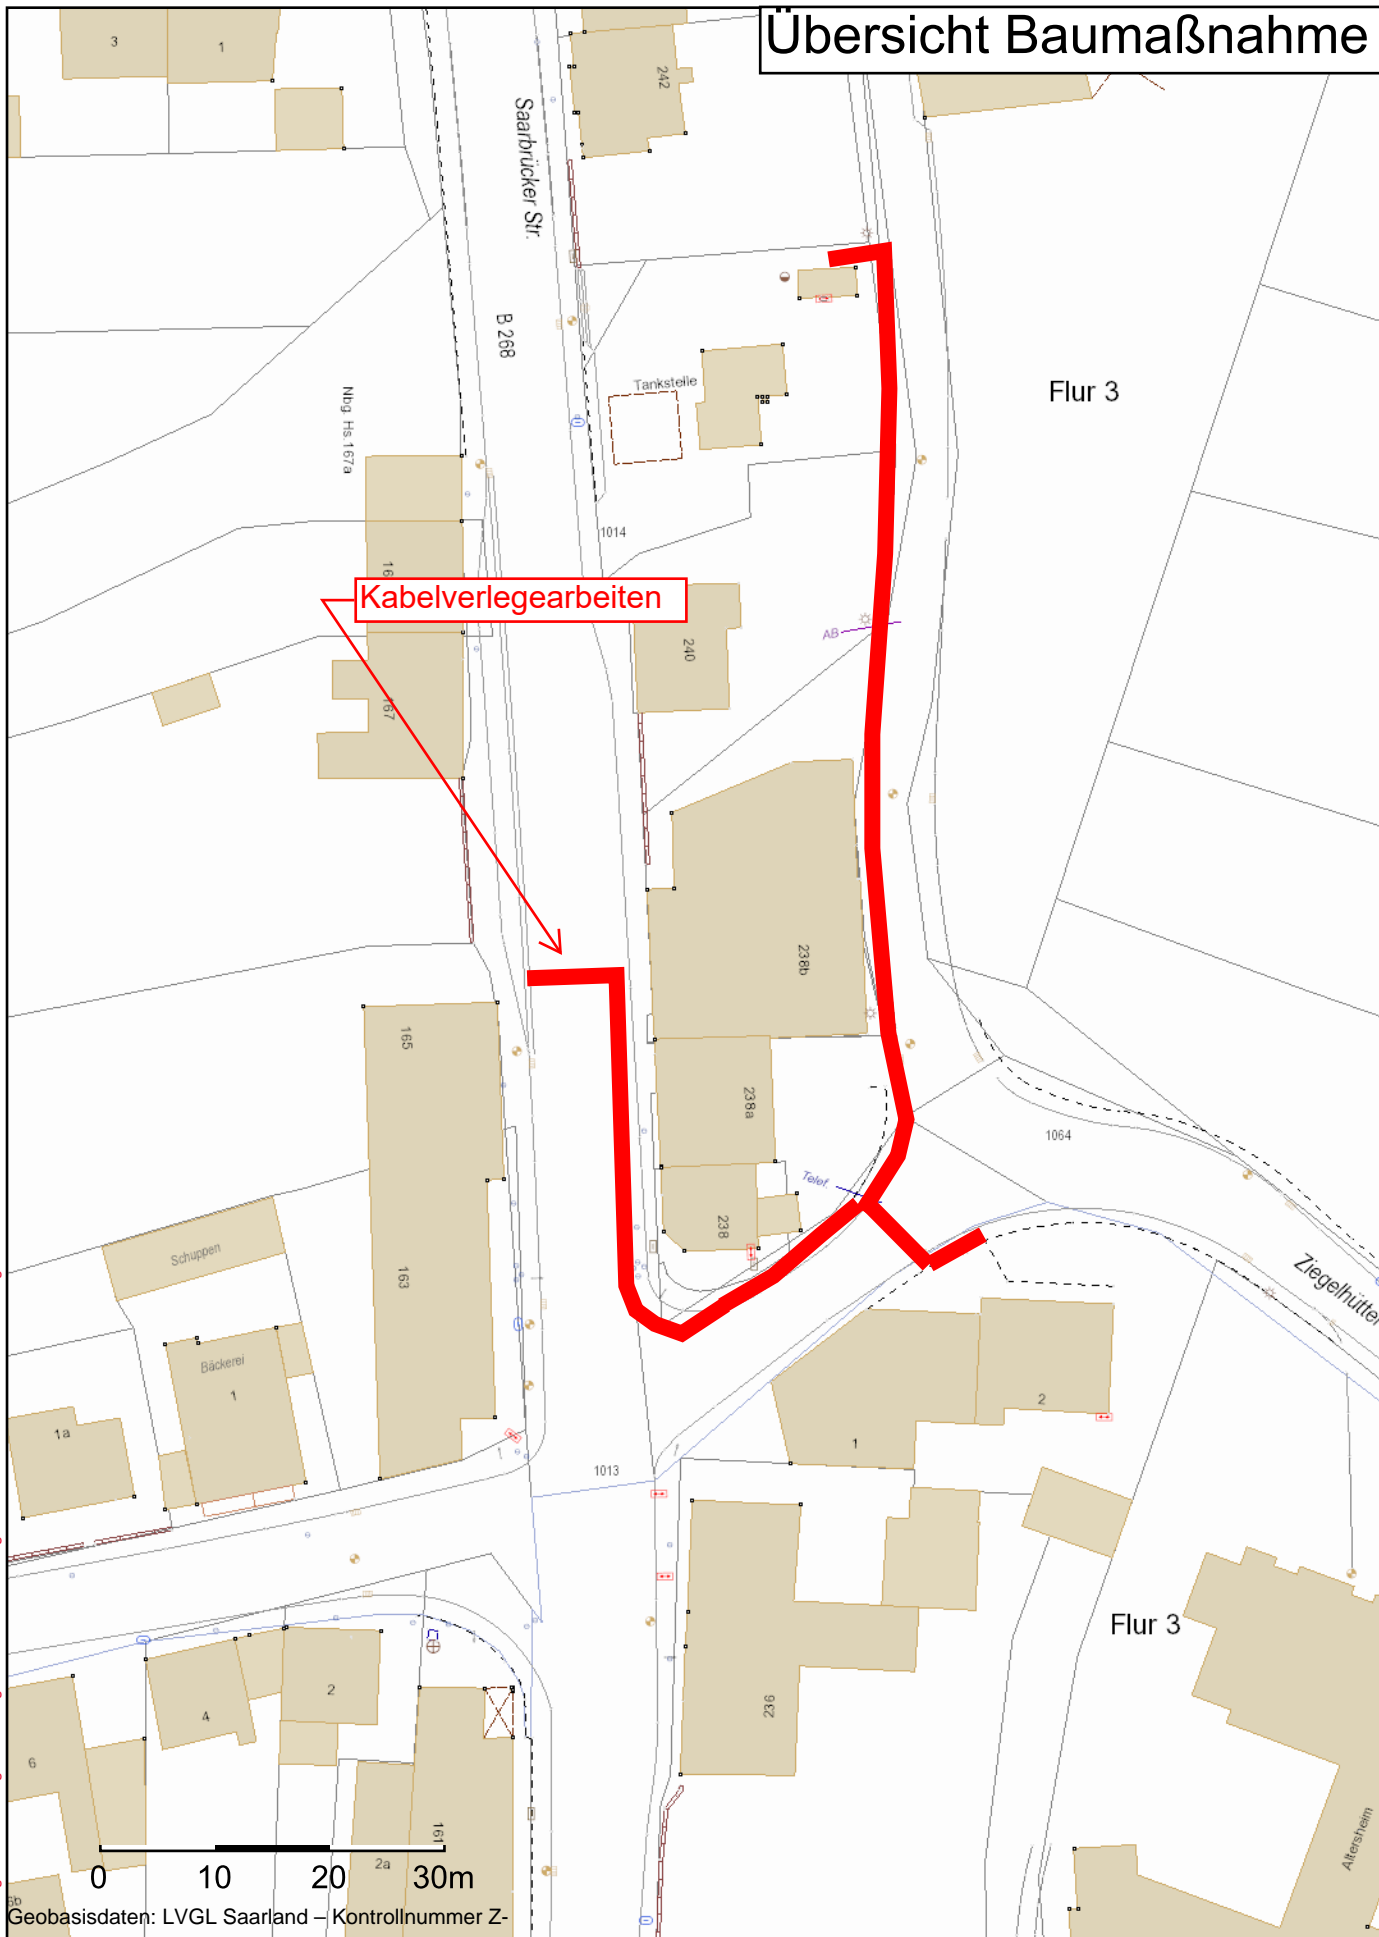 Übersicht Baumaßnahme
3
1
242
Saarbrücker Str.
B 268
Tankstelle
Flur 3
Nbg. Hs.167a
1014
16
Kabelverlegearbeiten
AB
240
167
238b
165
238a
1064
Telef.
238
Schuppen
163
Ziegelhütten
Bäckerei
1
1a
2
1
1013
Flur 3
236
2
4
6
161
2a
Altersheim
0 10 20 30m
Geobasisdaten: LVGL Saarland – Kontrollnummer Z-